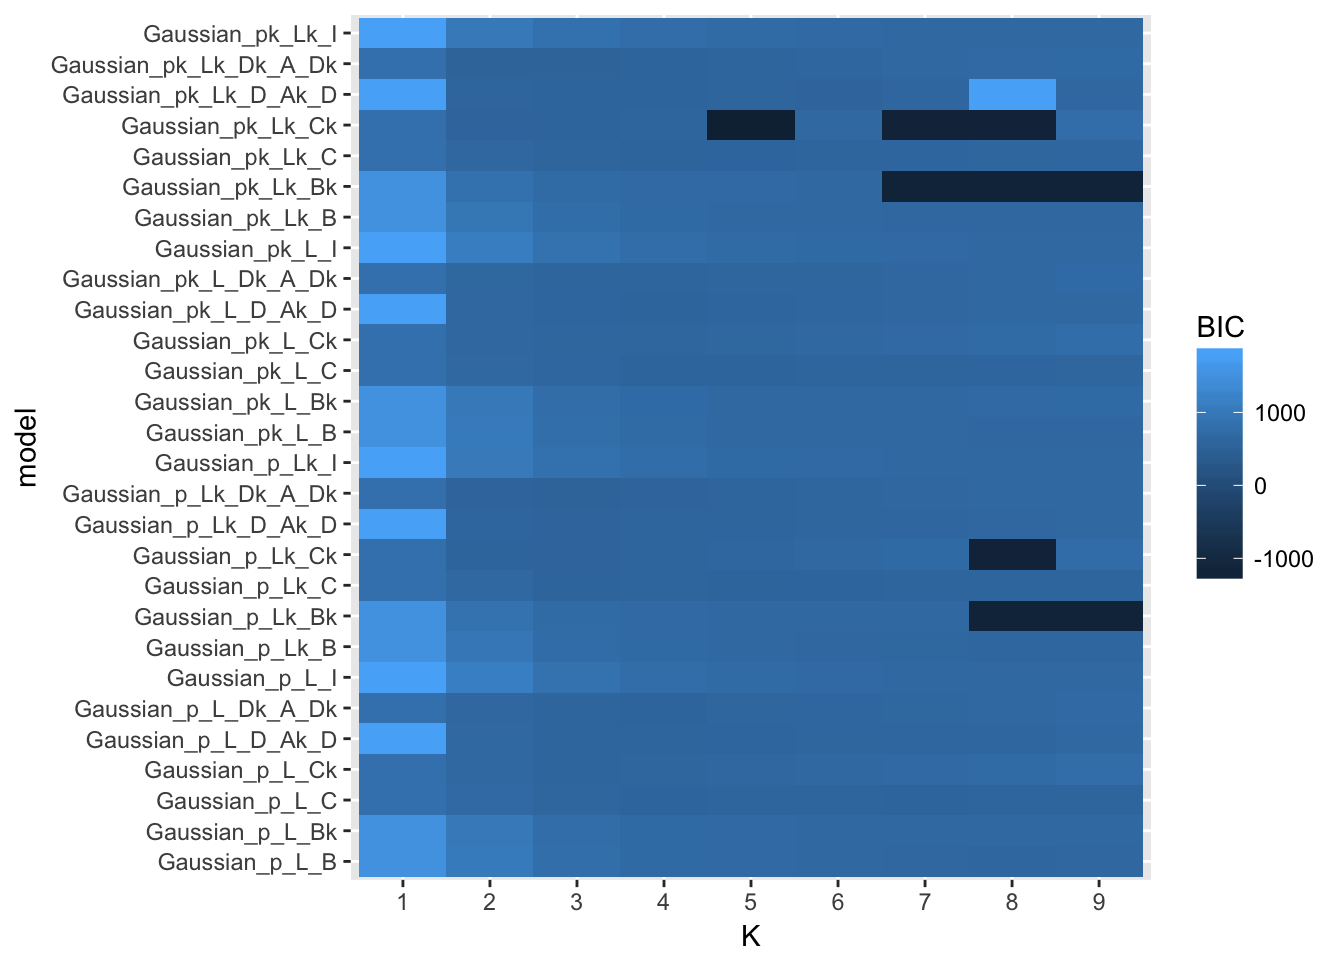 Gaussian_pk_Lk_I
Gaussian_pk_Lk_Dk_A_Dk
Gaussian_pk_Lk_D_Ak_D
Gaussian_pk_Lk_Ck
Gaussian_pk_Lk_C
Gaussian_pk_Lk_Bk
Gaussian_pk_Lk_B
Gaussian_pk_L_I
Gaussian_pk_L_Dk_A_Dk
Gaussian_pk_L_D_Ak_D
Gaussian_pk_L_Ck
Gaussian_pk_L_C
Gaussian_pk_L_Bk
Gaussian_pk_L_B
Gaussian_p_Lk_I
Gaussian_p_Lk_Dk_A_Dk
Gaussian_p_Lk_D_Ak_D
Gaussian_p_Lk_Ck
Gaussian_p_Lk_C
Gaussian_p_Lk_Bk
Gaussian_p_Lk_B
Gaussian_p_L_I
Gaussian_p_L_Dk_A_Dk
Gaussian_p_L_D_Ak_D
Gaussian_p_L_Ck
Gaussian_p_L_C
Gaussian_p_L_Bk
Gaussian_p_L_B
model
1 2 3 4 5 6 7 8 9
K
BIC
1000
0
-1000